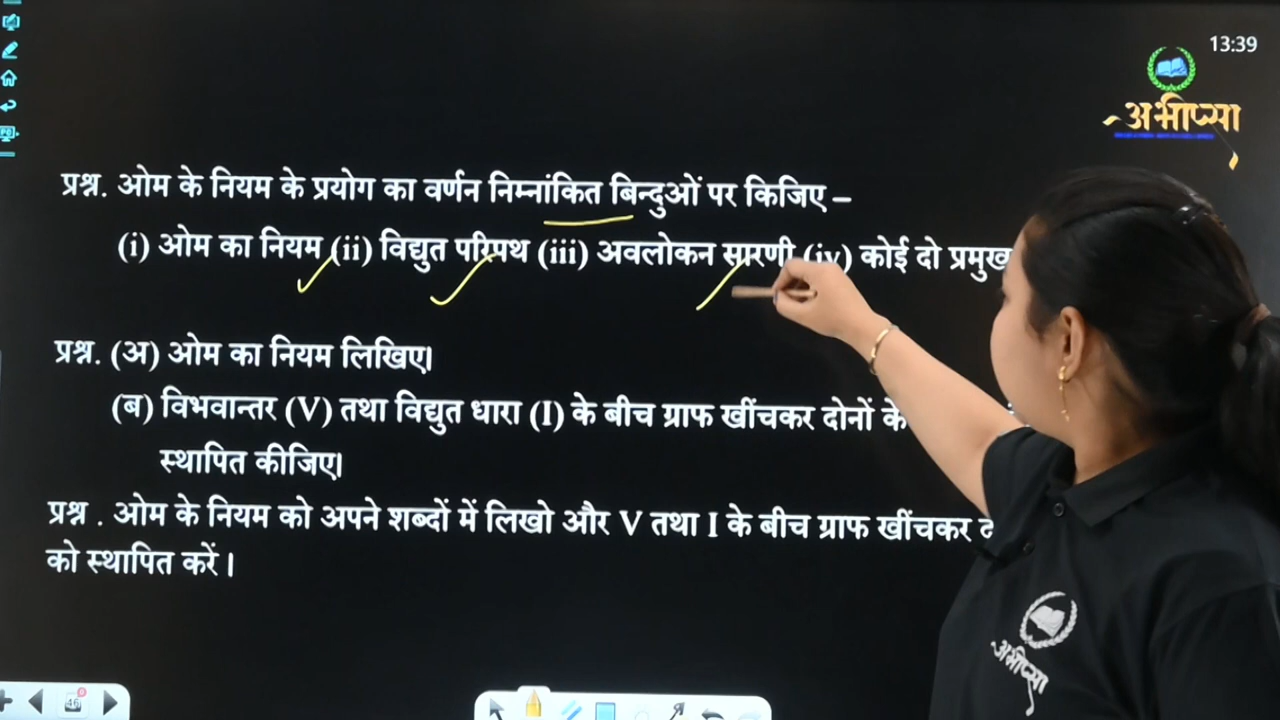 13:39
अभीप्सा
प्रश्न. ओम के नियम के प्रयोग का वर्णन निम्नांकित बिन्दुओं पर किजिए –
(i) ओम का नियम (ii) विद्युत परिपथ (iii) अवलोकन सारणी (iv) कोई दो प्रमुख
प्रश्न. (अ) ओम का नियम लिखिए।
(ब) विभवान्तर (V) तथा विद्युत धारा (I) के बीच ग्राफ खींचकर दोनों के
स्थापित कीजिए।
प्रश्न . ओम के नियम को अपने शब्दों में लिखो और V तथा I के बीच ग्राफ खींचकर
को स्थापित करें ।
अभीप्सा
46